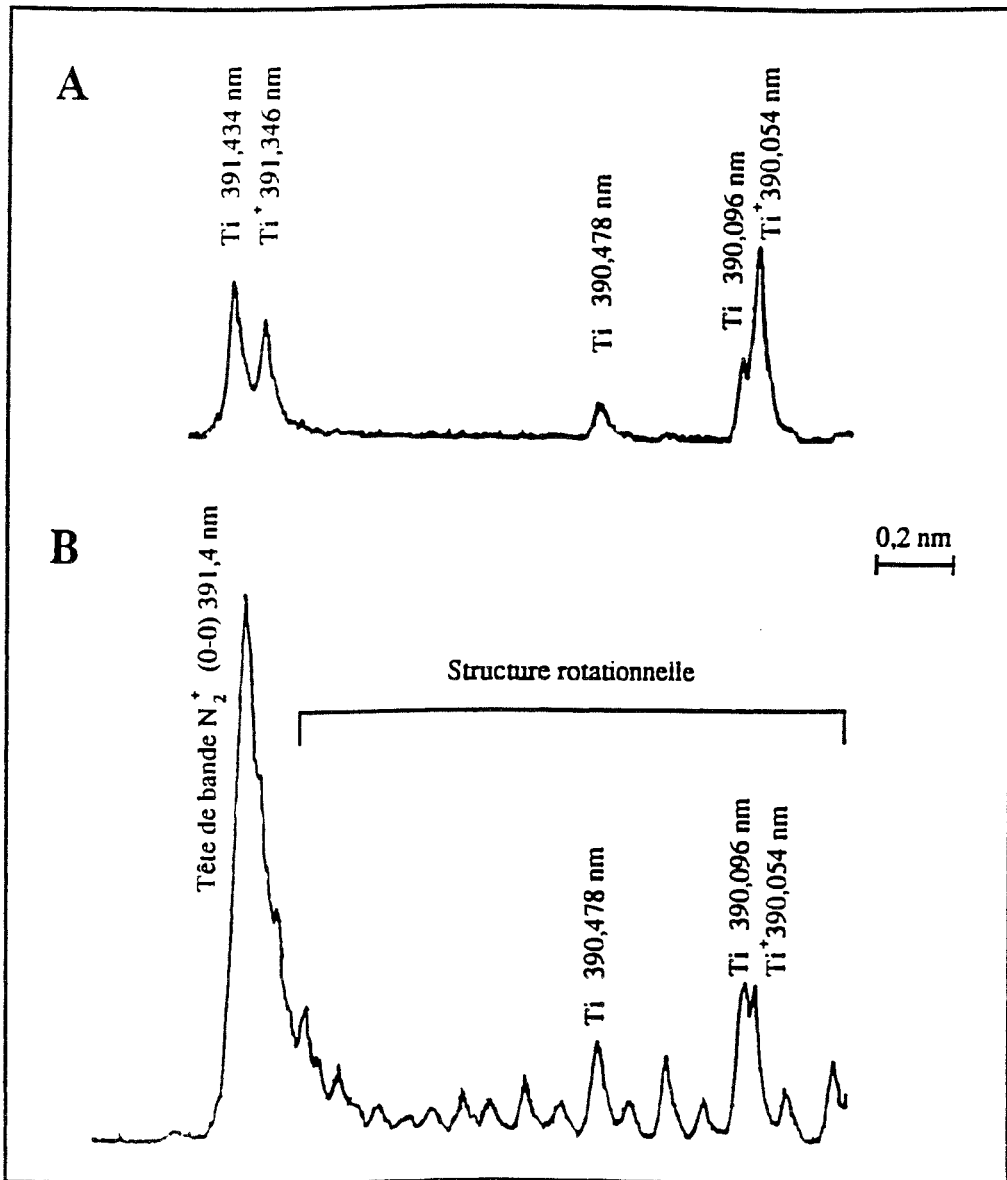 A
Ti 391,434 nm
Ti⁺ 391,346 nm
Ti 390,478 nm
Ti 390,096 nm
Ti⁺ 390,054 nm
B
0,2 nm
Tête de bande N₂⁺ (0-0) 391,4 nm
Structure rotationnelle
Ti 390,478 nm
Ti 390,096 nm
Ti⁺ 390,054 nm